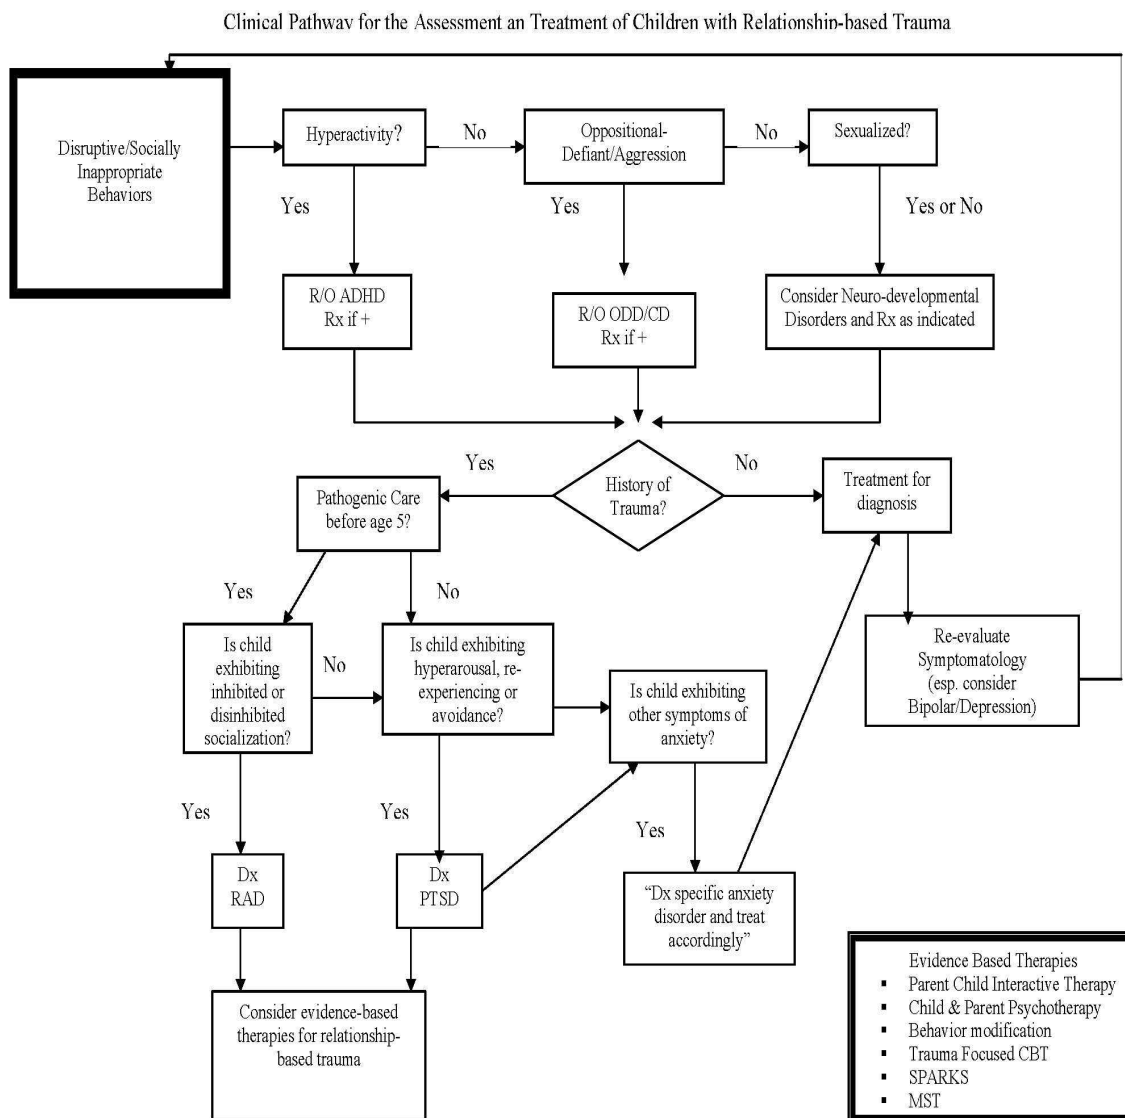 Clinical Pathway for the Assessment an Treatment of Children with Relationship-based Trauma
Disruptive/Socially
Inappropriate
Behaviors
Hyperactivity?
No
Oppositional-
Defiant/Aggression
No
Sexualized?
Yes
Yes
Yes or No
R/O ADHD
Rx if +
R/O ODD/CD
Rx if +
Consider Neuro-developmental
Disorders and Rx as indicated
Yes
History of
Trauma?
No
Treatment for
diagnosis
Pathogenic Care
before age 5?
Yes
No
Is child
exhibiting
inhibited or
disinhibited
socialization?
No
Is child exhibiting
hyperarousal, re-
experiencing or
avoidance?
Is child exhibiting
other symptoms of
anxiety?
Re-evaluate
Symptomatology
(esp. consider
Bipolar/Depression)
Yes
Yes
Yes
Dx
RAD
Dx
PTSD
“Dx specific anxiety
disorder and treat
accordingly”
Consider evidence-based
therapies for relationship-
based trauma
Evidence Based Therapies
▪ Parent Child Interactive Therapy
▪ Child & Parent Psychotherapy
▪ Behavior modification
▪ Trauma Focused CBT
▪ SPARKS
▪ MST